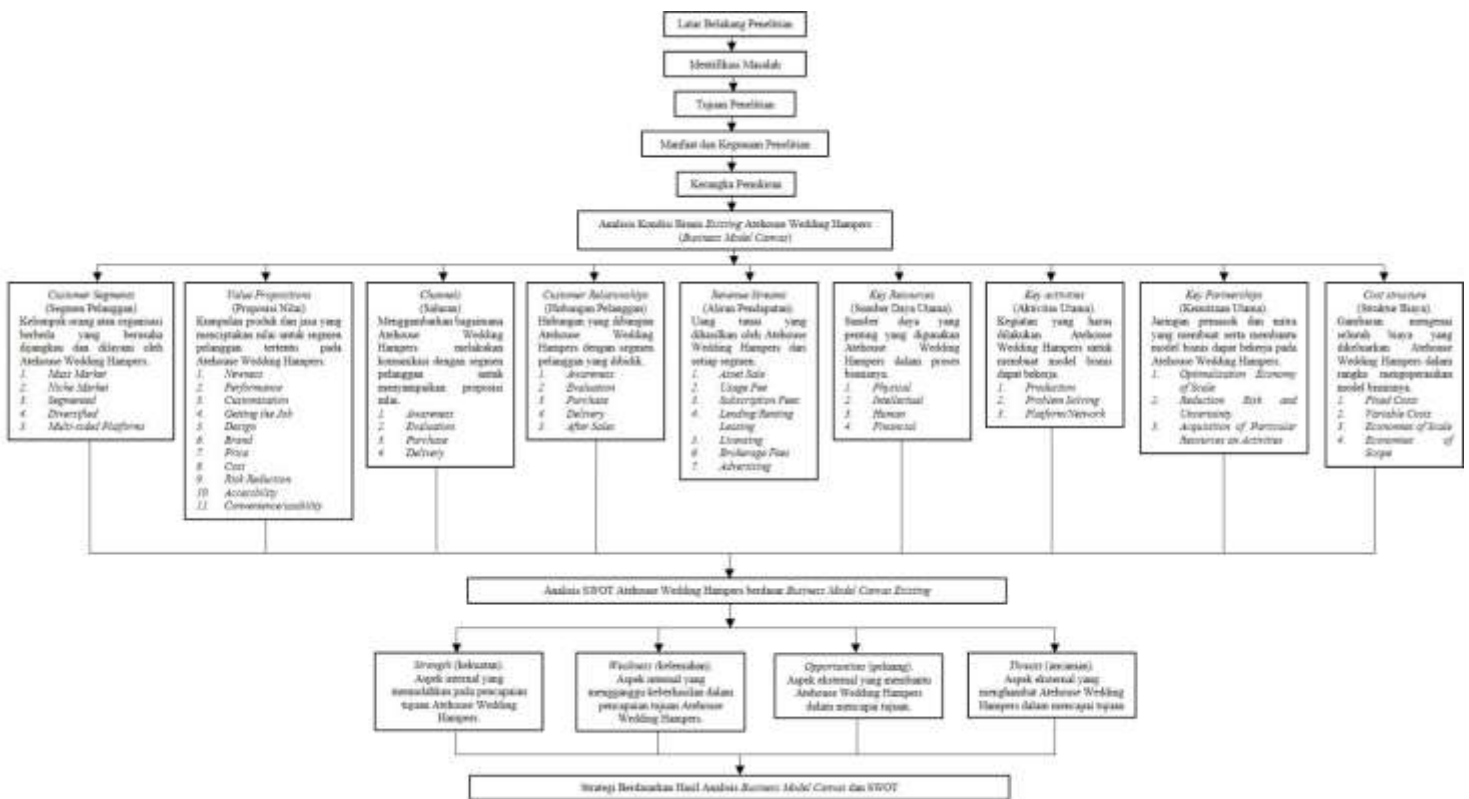 Latar Belakang Penelitian
Identifikasi Masalah
Tujuan Penelitian
Manfaat dan Kegunaan Penelitian
Kerangka Pemikiran
Analisis Kondisi Bisnis Existing Atehouse Wedding Hampers
(Business Model Canvas)
Customer Segments
(Segmen Pelanggan)
Kelompok orang atau organisasi
berbeda yang berusaha
dijangkau dan dilayani oleh
Atehouse Wedding Hampers.
1. Mass Market
2. Niche Market
3. Segmented
4. Diversified
5. Multi-sided Platforms
Value Propositions
(Proposisi Nilai)
Kumpulan produk dan jasa yang
menciptakan nilai untuk segmen
pelanggan tertentu pada
Atehouse Wedding Hampers.
1. Newness
2. Performance
3. Customization
4. Getting the Job
5. Design
6. Brand
7. Price
8. Cost
9. Risk Reduction
10. Accessibility
11. Convenience/usability
Channels
(Saluran)
Menggambarkan bagaimana
Atehouse Wedding
Hampers melakukan
komunikasi dengan segmen
pelanggan untuk
menyampaikan proposisi
nilai.
1. Awareness
2. Evaluation
3. Purchase
4. Delivery
Customer Relationships
(Hubungan Pelanggan)
Hubungan yang dibangun
Atehouse Wedding
Hampers dengan segmen
pelanggan yang dibidik.
1. Awareness
2. Evaluation
3. Purchase
4. Delivery
5. After Sales
Revenue Streams
(Aliran Pendapatan)
Uang tunai yang
dihasilkan oleh Atehouse
Wedding Hampers dari
setiap segmen.
1. Asset Sale
2. Usage Fee
3. Subscription Fees
4. Lending/Renting
Leasing
5. Licensing
6. Brokerage Fees
7. Advertising
Key Resources
(Sumber Daya Utama)
Sumber daya yang
penting yang digunakan
Atehouse Wedding
Hampers dalam proses
bisnisnya.
1. Physical
2. Intellectual
3. Human
4. Financial
Key activities
(Aktivitas Utama)
Kegiatan yang harus
dilakukan Atehouse
Wedding Hampers untuk
membuat model bisnis
dapat bekerja.
1. Production
2. Problem Solving
3. Platform/Network
Key Partnerships
(Kemitraan Utama)
Jaringan pemasok dan mitra
yang membuat serta membantu
model bisnis dapat bekerja pada
Atehouse Wedding Hampers.
1. Optimalization Economy
of Scale
2. Reduction Risk and
Uncertainty
3. Acquisition of Particular
Resources an Activities
Cost structure
(Struktur Biaya)
Gambaran mengenai
seluruh biaya yang
dikeluarkan Atehouse
Wedding Hampers dalam
rangka mengoperasikan
model bisnisnya.
1. Fixed Costs
2. Variable Costs
3. Economies of Scale
4. Economies of
Scope
Analisis SWOT Atehouse Wedding Hampers berdasar Business Model Canvas Existing
Strength (kekuatan).
Aspek internal yang
memudahkan pada pencapaian
tujuan Atehouse Wedding
Hampers.
Weakness (kelemahan).
Aspek internal yang
mengganggu keberhasilan dalam
pencapaian tujuan Atehouse
Wedding Hampers.
Opportunities (peluang).
Aspek eksternal yang membantu
Atehouse Wedding Hampers
dalam mencapai tujuan.
Threats (ancaman).
Aspek eksternal yang
menghambat Atehouse Wedding
Hampers dalam mencapai tujuan
Strategi Berdasarkan Hasil Analisis Business Model Canvas dan SWOT